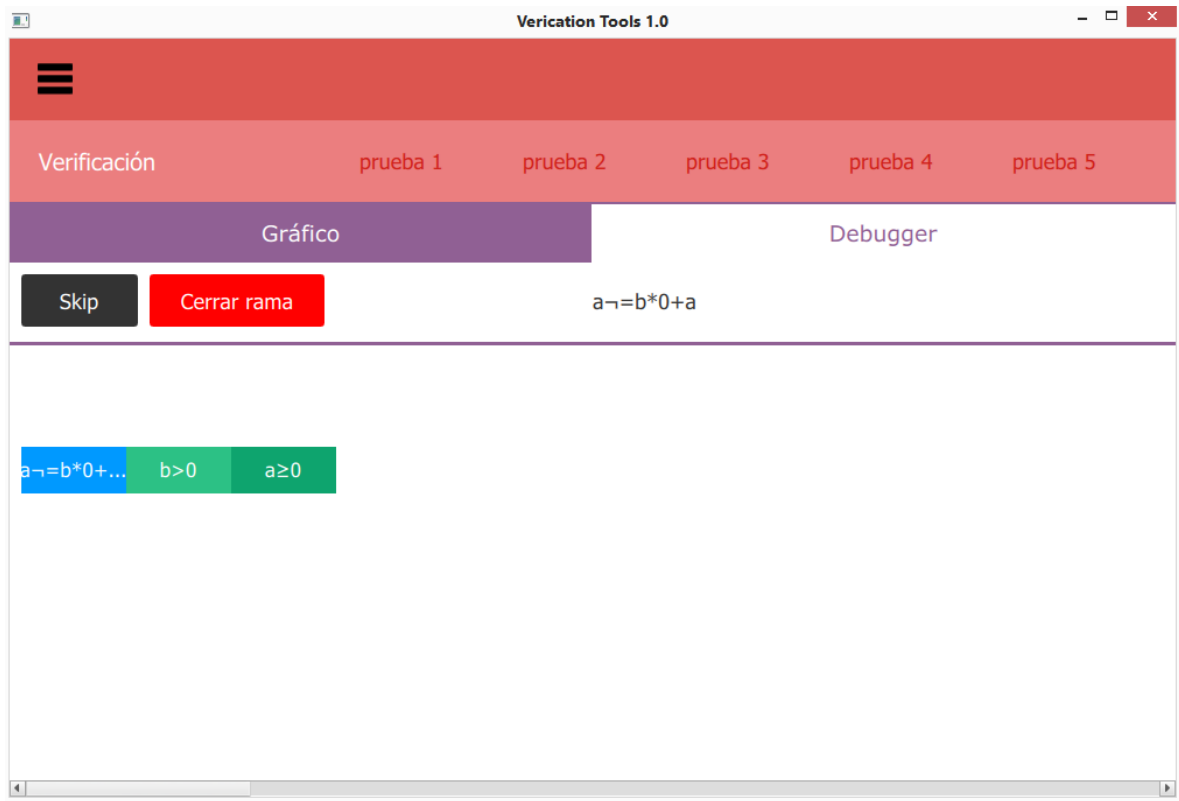 Verication Tools 1.0
Verificación prueba 1 prueba 2 prueba 3 prueba 4 prueba 5
Gráfico Debugger
Skip Cerrar rama a¬=b*0+a
a¬=b*0+... b>0 a≥0